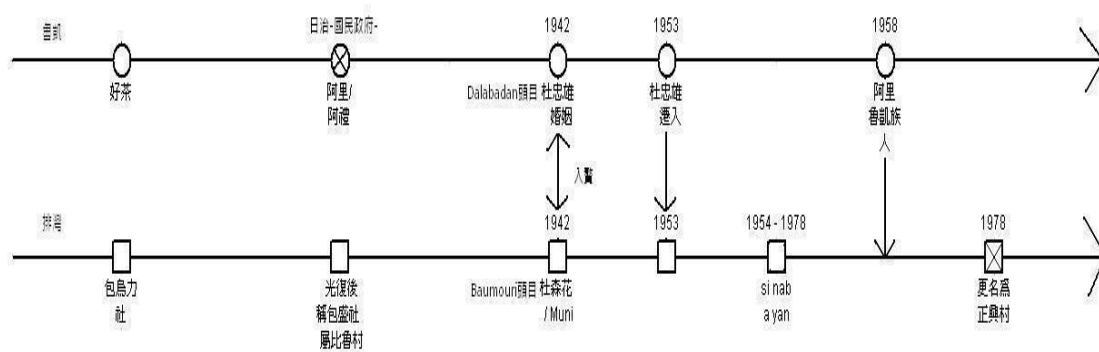 日治-國民政府-
1942
1953
1958
好茶
阿里/
阿禮
Dalabadan頭目
杜忠雄
婚姻
杜忠雄
遷入
阿里
魯凱族
人
入贅
排灣
1942
1953
1954 - 1978
1978
包烏力
社
光復後
稱包盛社
屬比魯村
Baumouri頭目
杜森花
/ Muni
si nab
a yan
更名為
正興村